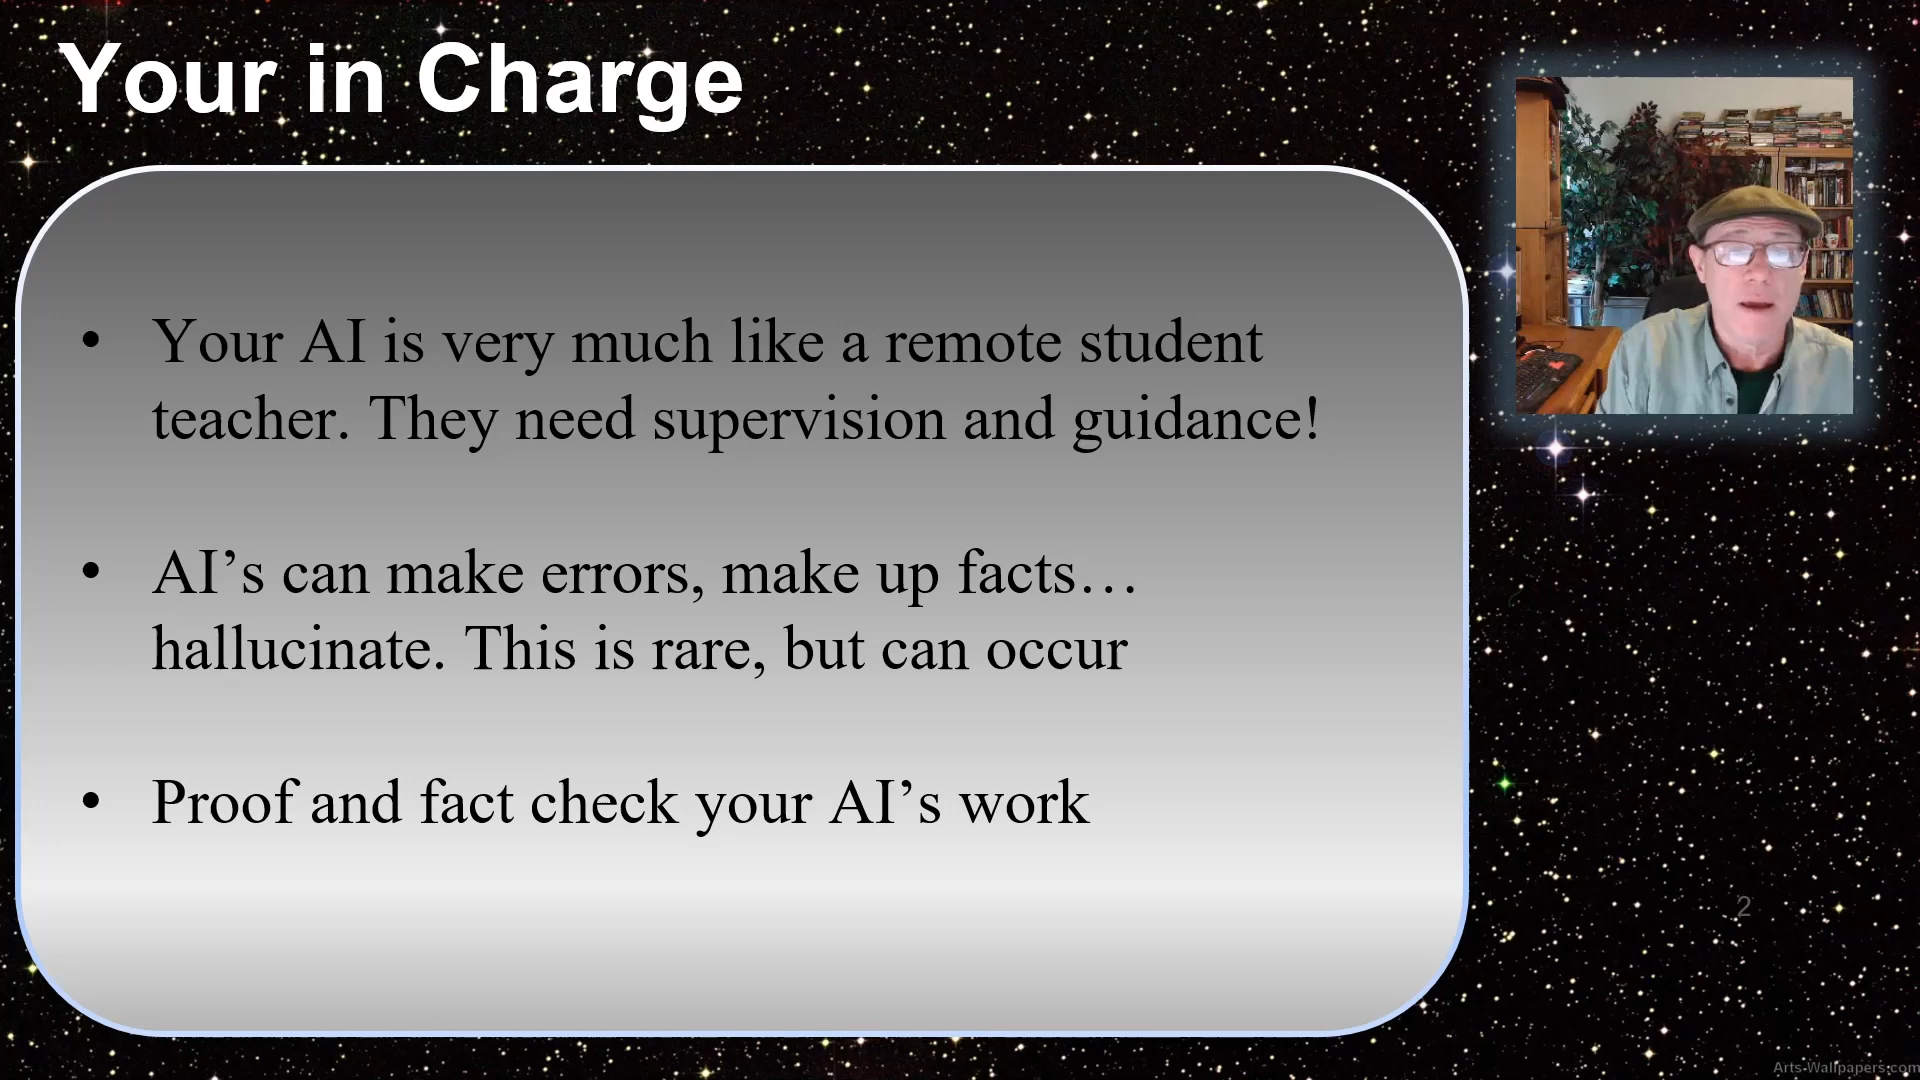 Your in Charge
• Your AI is very much like a remote student
teacher. They need supervision and guidance!
• AI’s can make errors, make up facts…
hallucinate. This is rare, but can occur
• Proof and fact check your AI’s work
2
Arts-Wallpapers.com